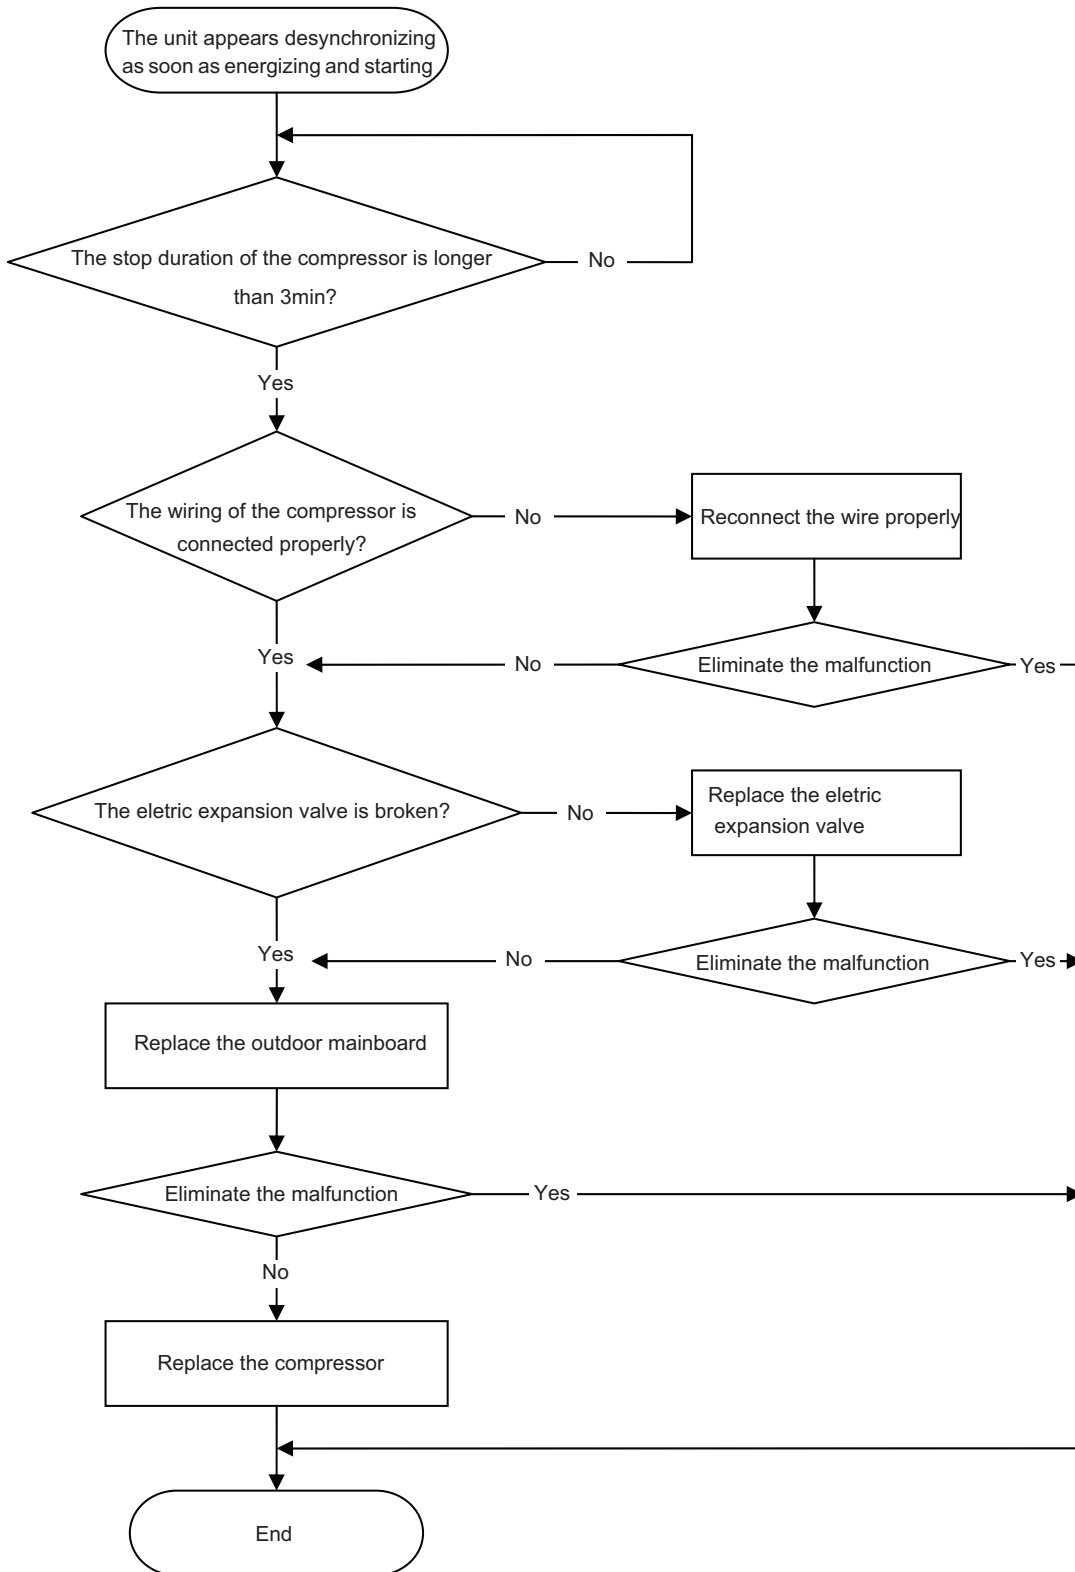 The unit appears desynchronizing
as soon as energizing and starting
The stop duration of the compressor is longer
than 3min?
No
Yes
The wiring of the compressor is
connected properly?
No
Reconnect the wire properly
Yes
No
Eliminate the malfunction
Yes
The eletric expansion valve is broken?
No
Replace the eletric
expansion valve
Yes
No
Eliminate the malfunction
Yes
Replace the outdoor mainboard
Eliminate the malfunction
Yes
No
Replace the compressor
End